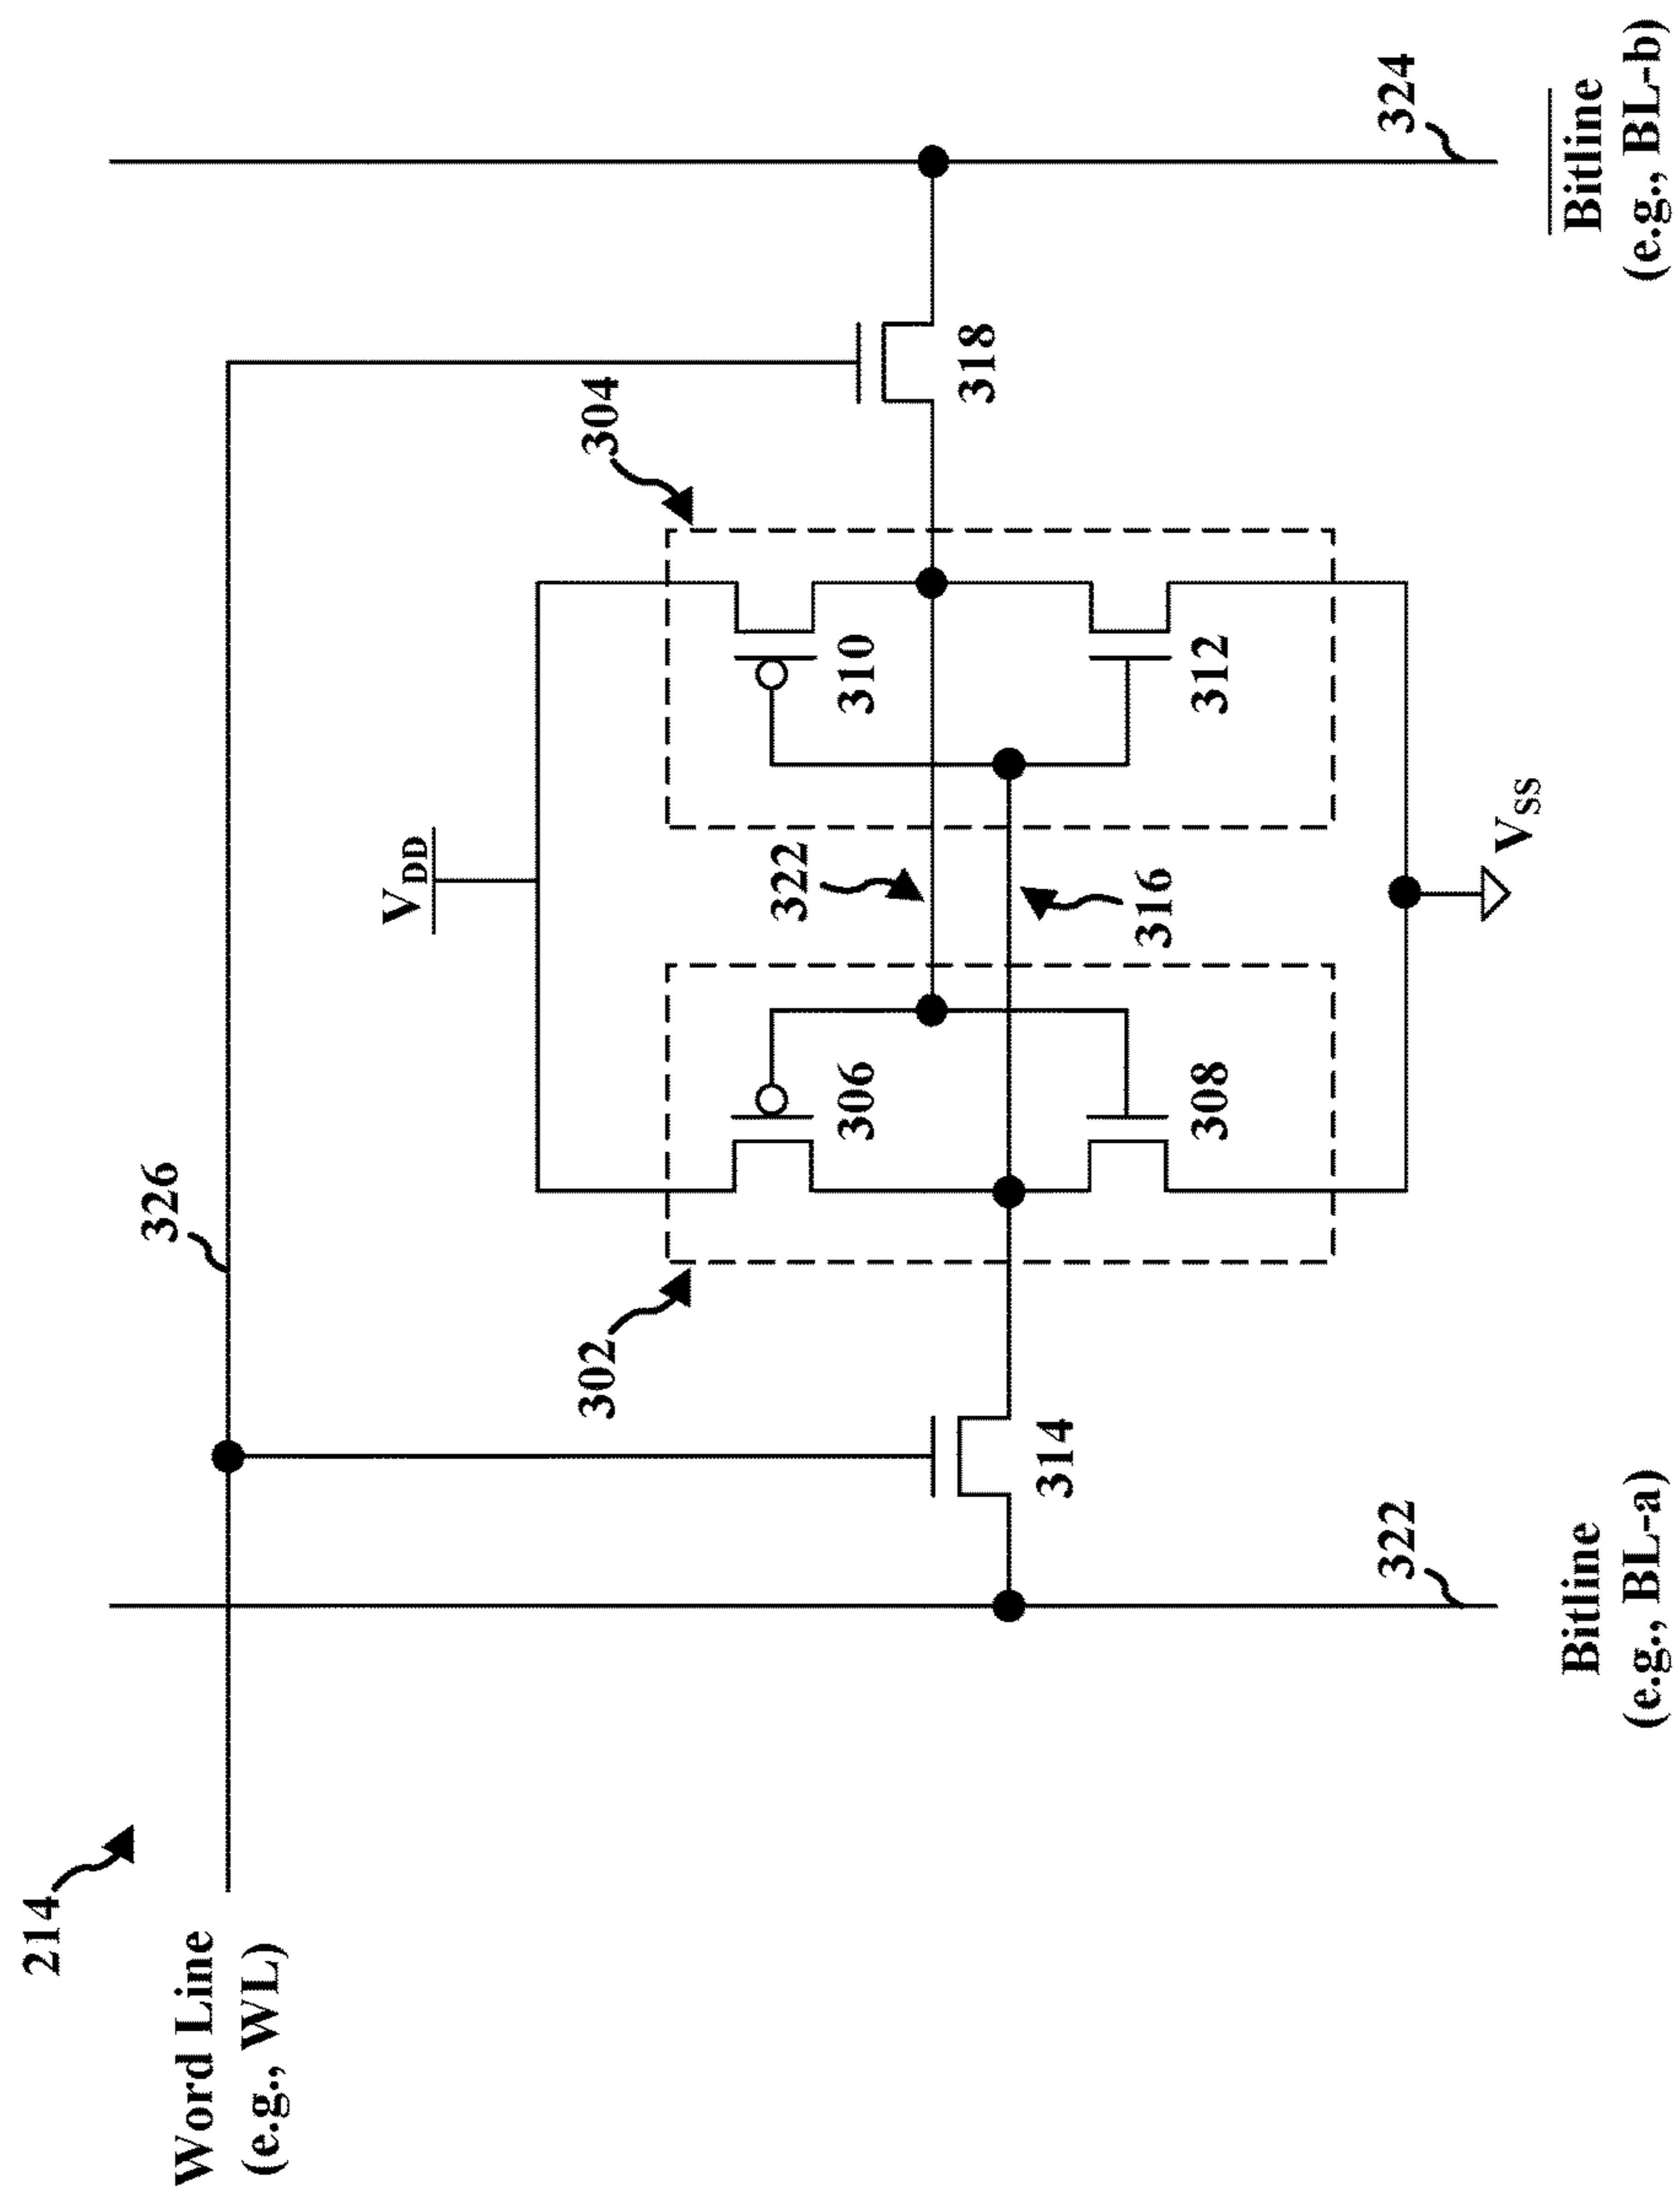 214
Word Line
(e.g., WL)
326
V_DD
302
304
306
310
322
316
308
312
314
318
V_SS
322
324
Bitline
(e.g., BL-a)
Bitline
(e.g., BL-b)